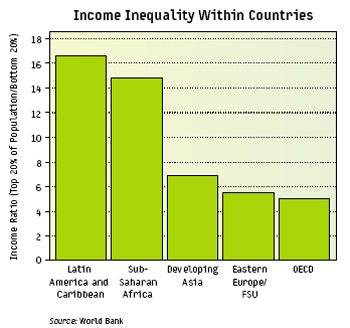 Income Inequality Within Countries
Income Ratio (Top 20% of Population/Bottom 20%)
18
16
14
12
10
8
6
4
2
0
Latin
America and
Caribbean
Sub-
Saharan
Africa
Developing
Asia
Eastern
Europe/
FSU
OECD
Source: World Bank